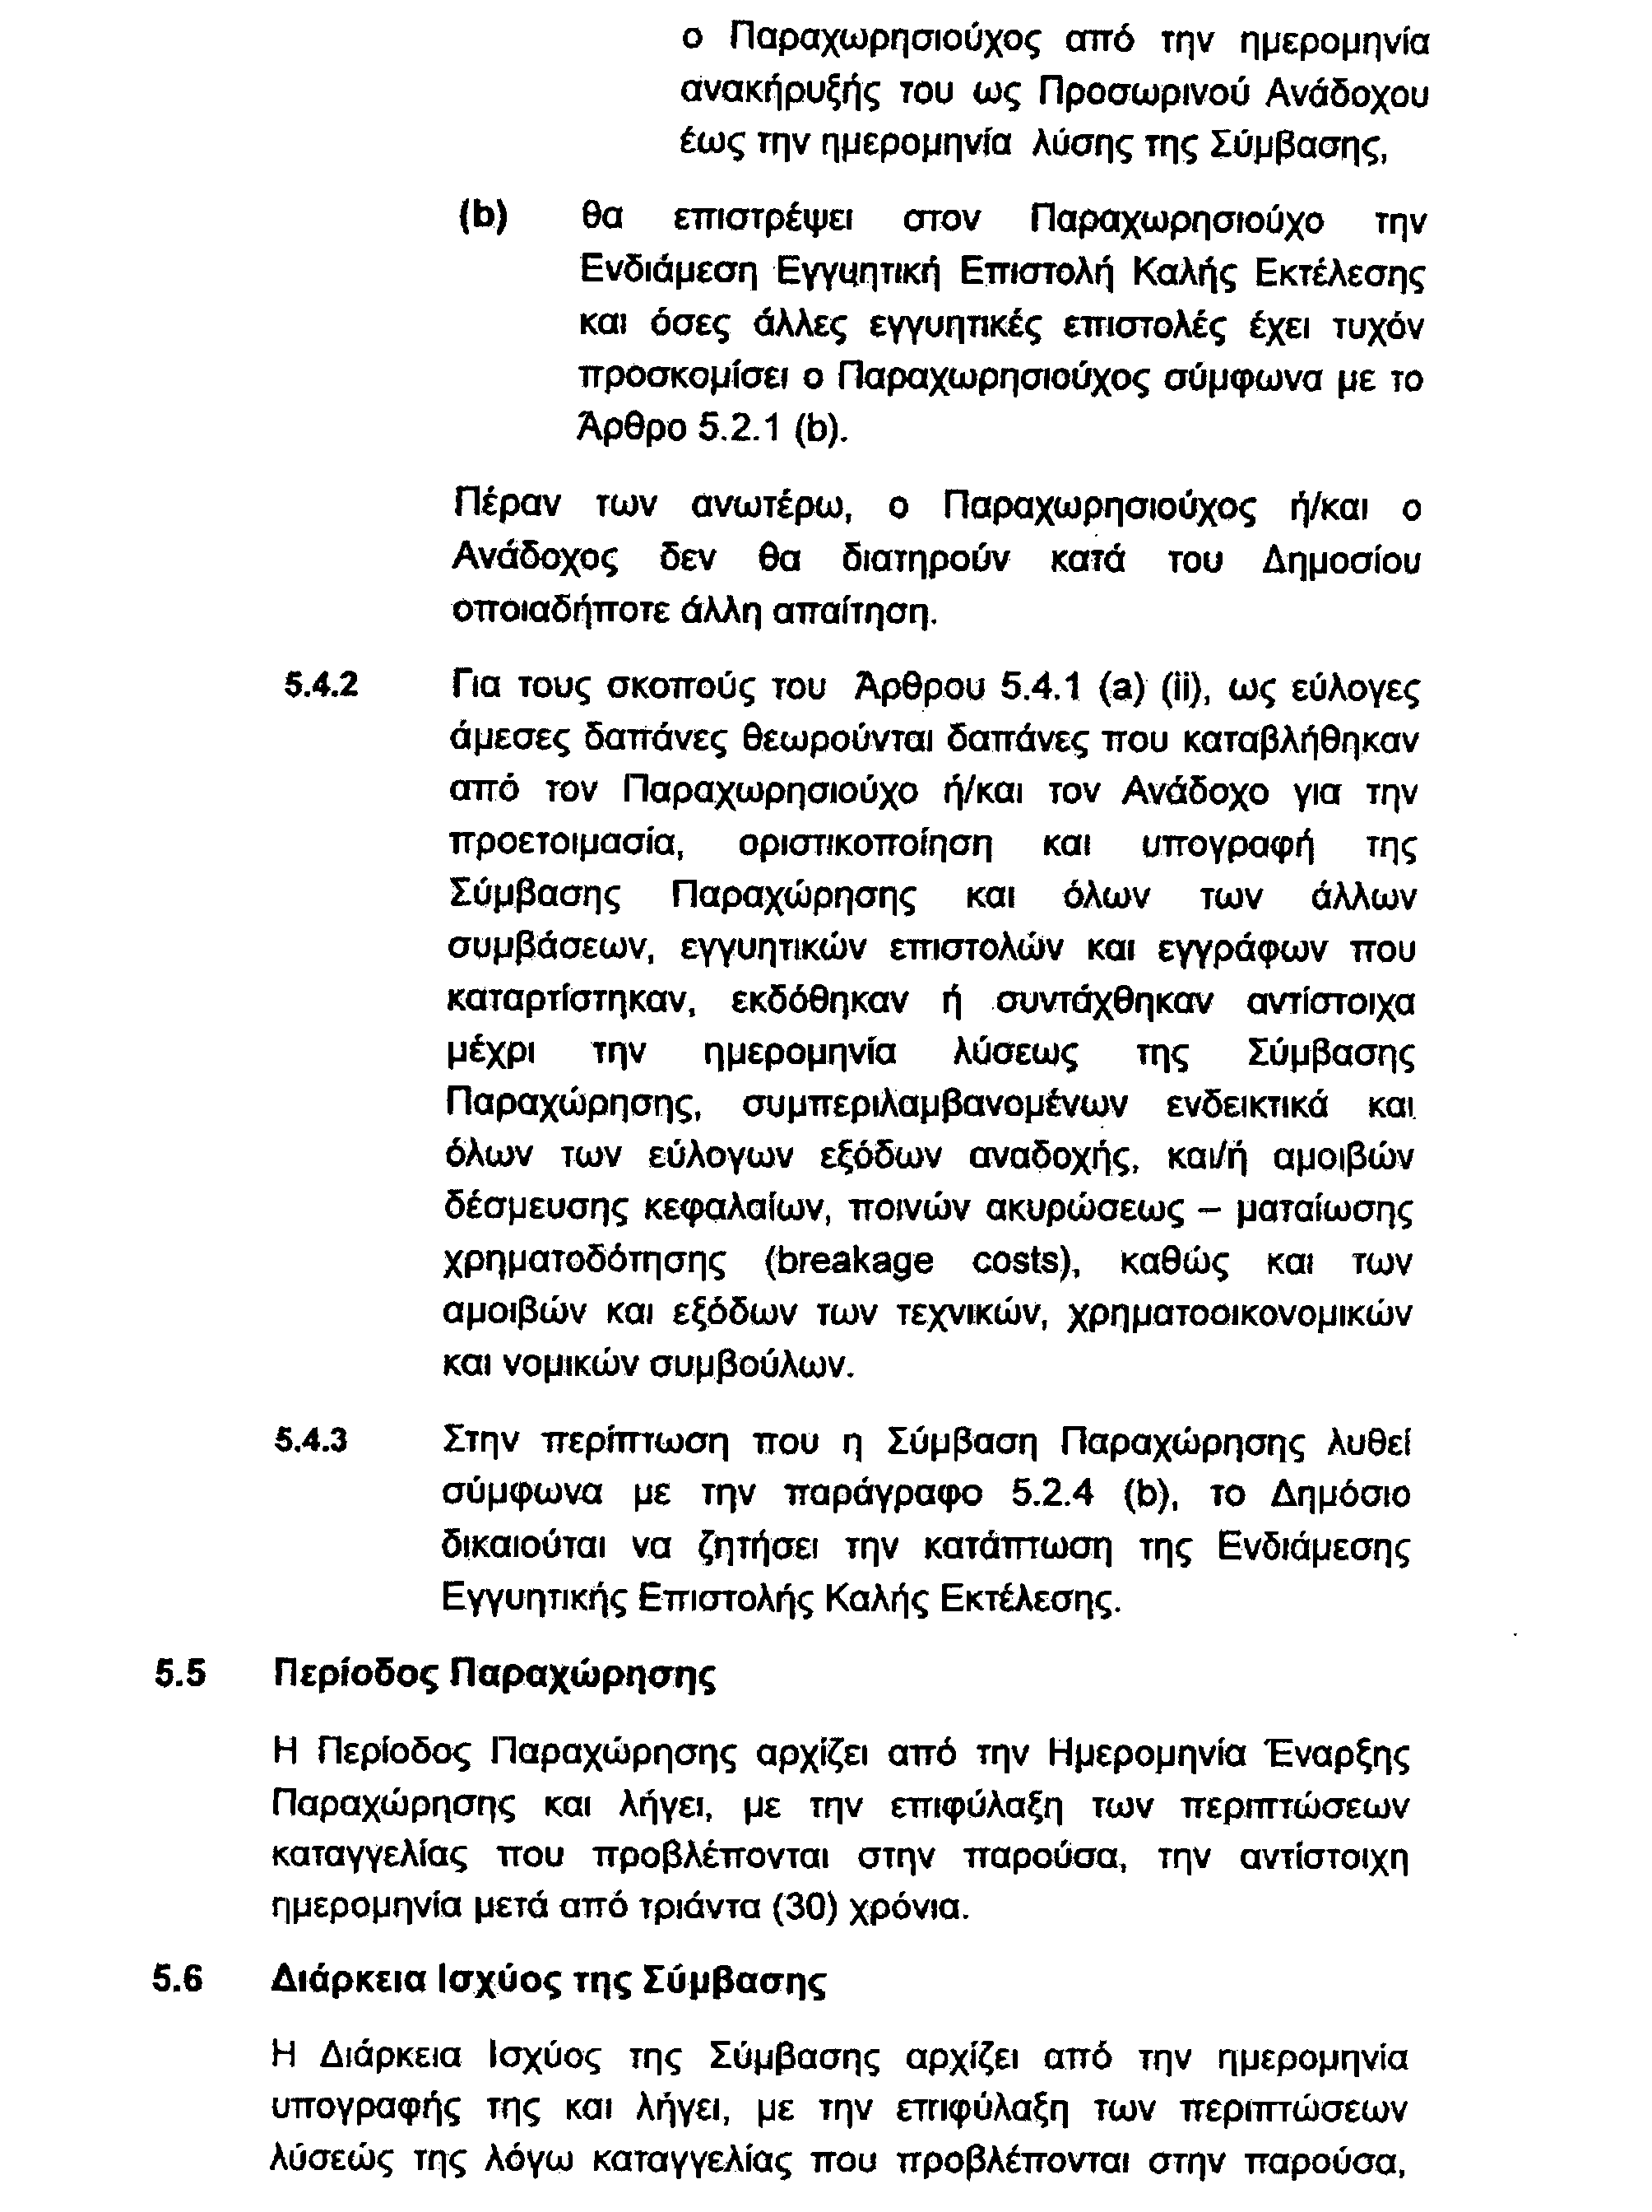 ο Παραχωρησιούχος από την ημερομηνία
ανακήρυξής του ως Προσωρινού Ανάδοχου
έως την ημερομηνία λύσης της Σύμβασης,
(b) θα επιστρέψει στον Παραχωρησιούχο την
Ενδιάμεση Εγγυητική Επιστολή Καλής Εκτέλεσης
και όσες άλλες εγγυητικές επιστολές έχει τυχόν
προσκομίσει ο Παραχωρησιούχος σύμφωνα με το
Άρθρο 5.2.1 (b).
Πέραν των ανωτέρω, ο Παραχωρησιούχος ή/και ο
Ανάδοχος δεν θα διατηρούν κατά του Δημοσίου
οποιαδήποτε άλλη απαίτηση.
5.4.2 Για τους σκοπούς του Άρθρου 5.4.1 (a) (ii), ως εύλογες
άμεσες δαπάνες θεωρούνται δαπάνες που καταβλήθηκαν
από τον Παραχωρησιούχο ή/και τον Ανάδοχο για την
προετοιμασία, οριστικοποίηση και υπογραφή της
Σύμβασης Παραχώρησης και όλων των άλλων
συμβάσεων, εγγυητικών επιστολών και εγγράφων που
καταρτίστηκαν, εκδόθηκαν ή συντάχθηκαν αντίστοιχα
μέχρι την ημερομηνία λύσεως της Σύμβασης
Παραχώρησης, συμπεριλαμβανομένων ενδεικτικά και
όλων των εύλογων εξόδων αναδοχής, και/ή αμοιβών
δέσμευσης κεφαλαίων, ποινών ακυρώσεως – ματαίωσης
χρηματοδότησης (breakage costs), καθώς και των
αμοιβών και εξόδων των τεχνικών, χρηματοοικονομικών
και νομικών συμβούλων.
5.4.3 Στην περίπτωση που η Σύμβαση Παραχώρησης λυθεί
σύμφωνα με την παράγραφο 5.2.4 (b), το Δημόσιο
δικαιούται να ζητήσει την κατάπτωση της Ενδιάμεσης
Εγγυητικής Επιστολής Καλής Εκτέλεσης.
5.5 Περίοδος Παραχώρησης
Η Περίοδος Παραχώρησης αρχίζει από την Ημερομηνία Έναρξης
Παραχώρησης και λήγει, με την επιφύλαξη των περιπτώσεων
καταγγελίας που προβλέπονται στην παρούσα, την αντίστοιχη
ημερομηνία μετά από τριάντα (30) χρόνια.
5.6 Διάρκεια Ισχύος της Σύμβασης
Η Διάρκεια Ισχύος της Σύμβασης αρχίζει από την ημερομηνία
υπογραφής της και λήγει, με την επιφύλαξη των περιπτώσεων
λύσεώς της λόγω καταγγελίας που προβλέπονται στην παρούσα,